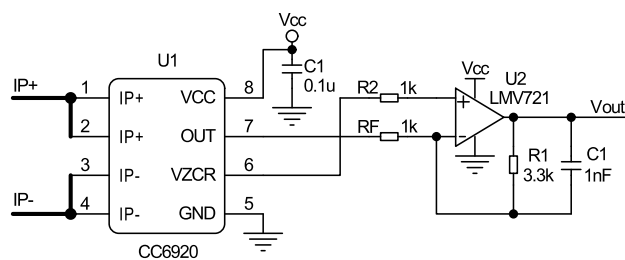 Vcc
U1
C1
0.1u
IP+
1 IP+ VCC 8
2 IP+ OUT 7
3 IP- VZCR 6
IP-
4 IP- GND 5
CC6920
R2 1k
RF 1k
Vcc
U2
LMV721
+
-
Vout
R1
3.3k
C1
1nF